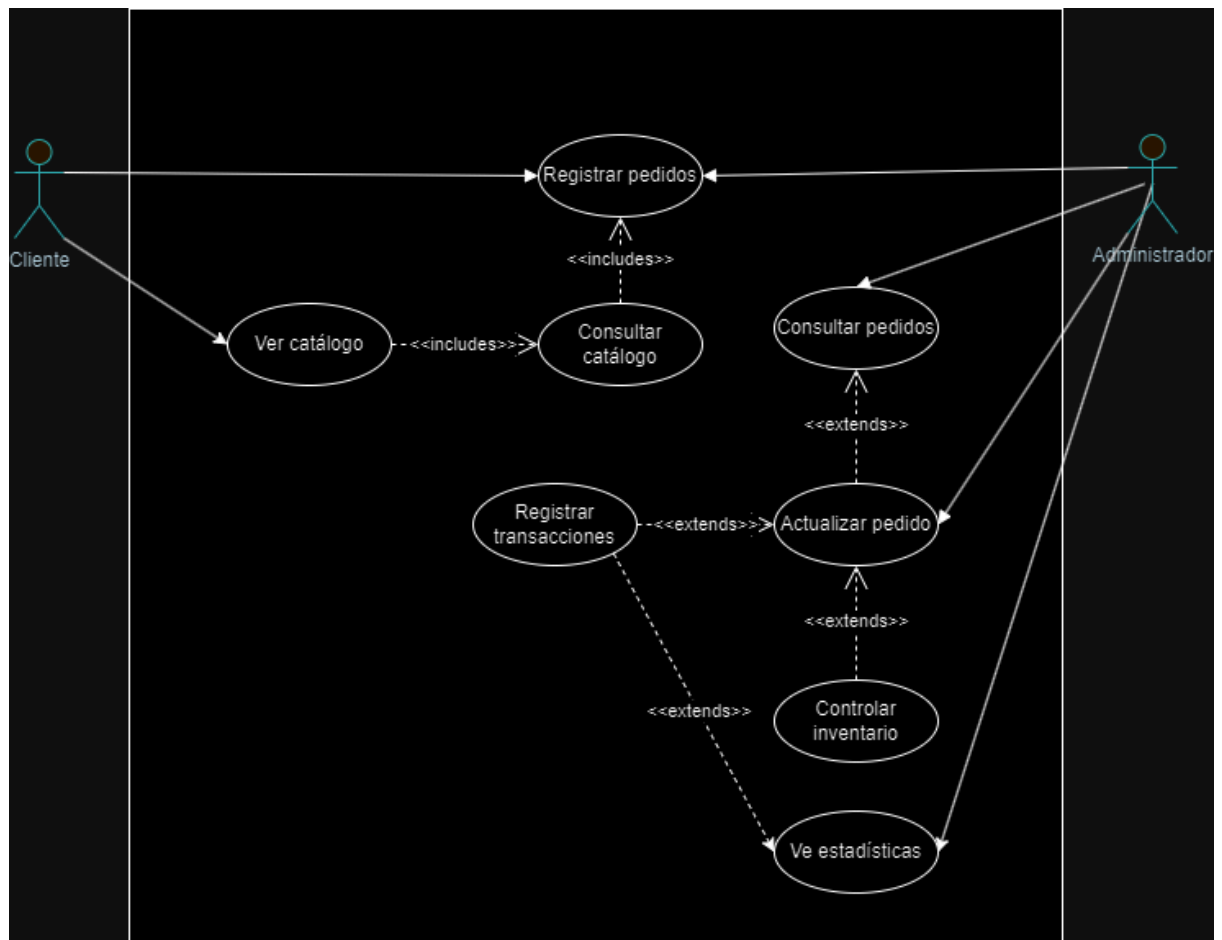 Registrar pedidos
Cliente
Administrador
<<includes>>
Ver catálogo
<<includes>>
Consultar
catálogo
Consultar pedidos
<<extends>>
Registrar
transacciones
<<extends>>
Actualizar pedido
<<extends>>
<<extends>>
Controlar
inventario
Ve estadísticas